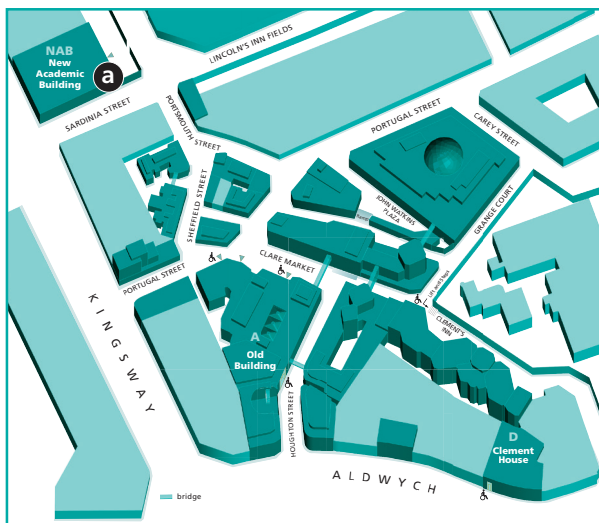 NAB
New
Academic
Building
a
LINCOLN'S INN FIELDS
SARDINIA STREET
PORTSMOUTH
STREET
PORTUGAL STREET
CAREY STREET
SHEFFIELD STREET
JOHN WATKINS
PLAZA
GRANGE COURT
CLARE MARKET
PORTUGAL STREET
CLEMENT'S
INN
KINGSWAY
A
Old
Building
HOUGHTON STREET
D
Clement
House
ALDWYCH
bridge